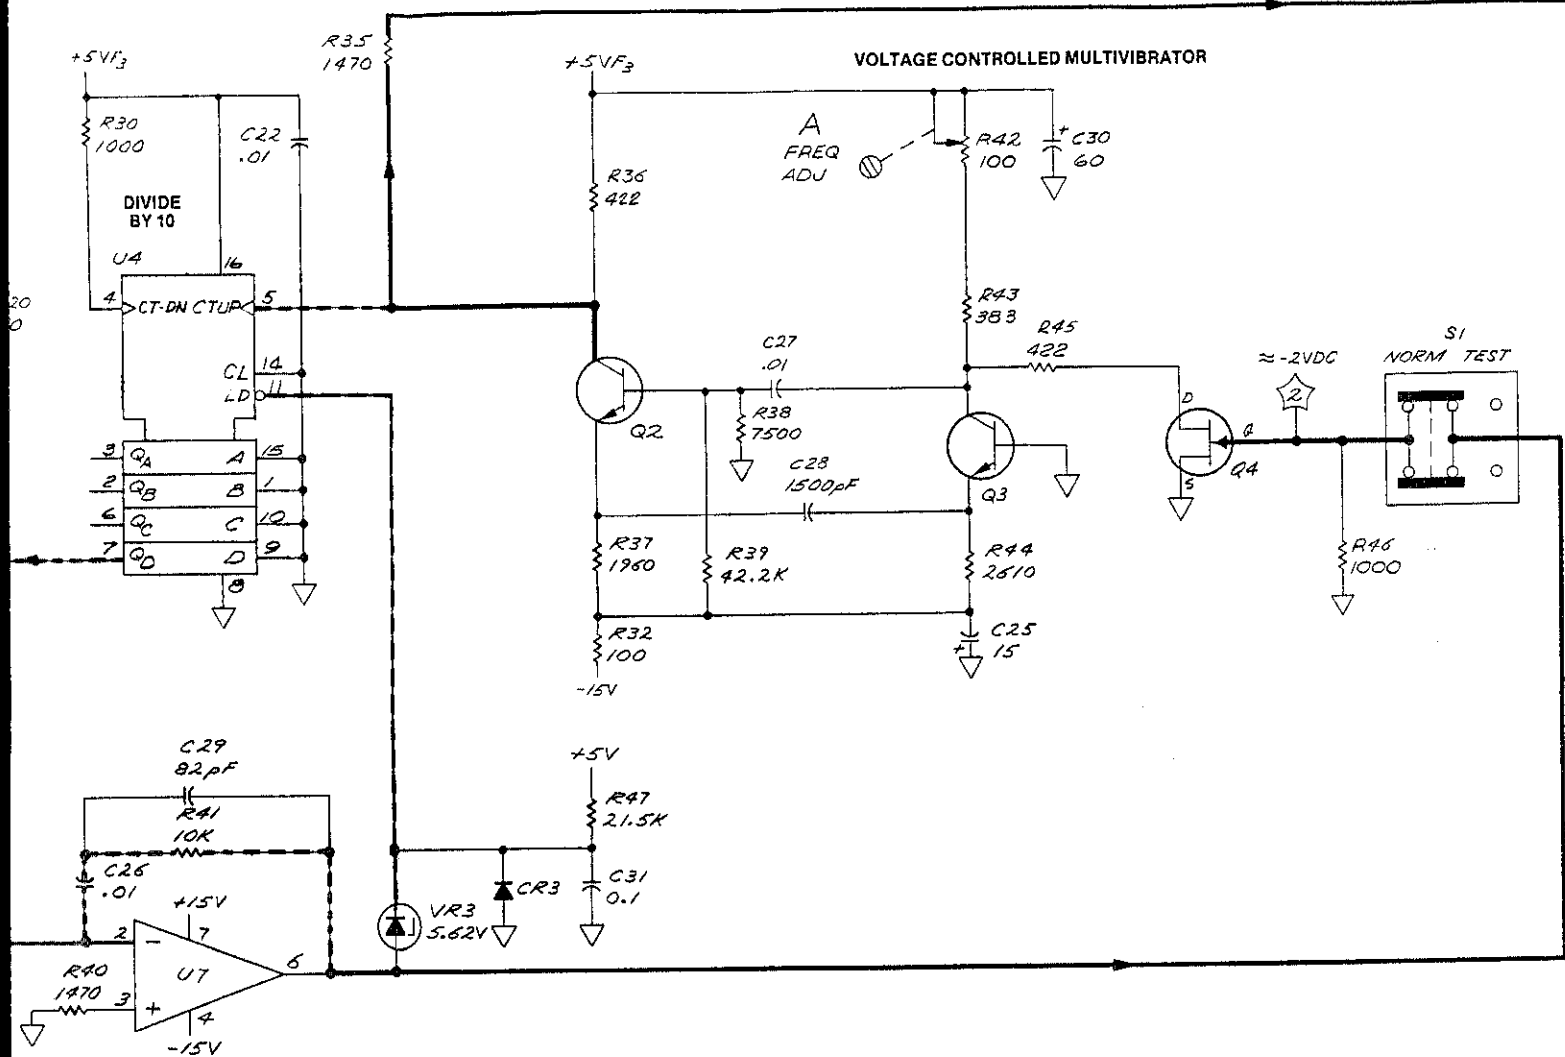 R35
1470
+5VF3
R30
1000
C22
.01
DIVIDE
BY 10
U4
16
4
CT-DN CTUP
5
CL
14
LD
11
3
QA
A
15
2
QB
B
1
6
QC
C
10
7
QD
D
9
8
20
VOLTAGE CONTROLLED MULTIVIBRATOR
+5VF3
R36
422
A
FREQ
ADJ
R42
100
+
C30
60
R43
383
R45
422
C27
.01
R38
7500
Q2
C28
1500pF
Q3
R37
1960
R39
42.2K
R44
2610
R32
100
-15V
+
C25
15
≈-2VDC
2
D
G
S
Q4
S1
NORM TEST
R46
1000
C29
82pF
R41
10K
C26
.01
+15V
2
-
7
U7
6
R40
1470
3
+
4
-15V
VR3
5.62V
CR3
+5V
R47
21.5K
C31
0.1